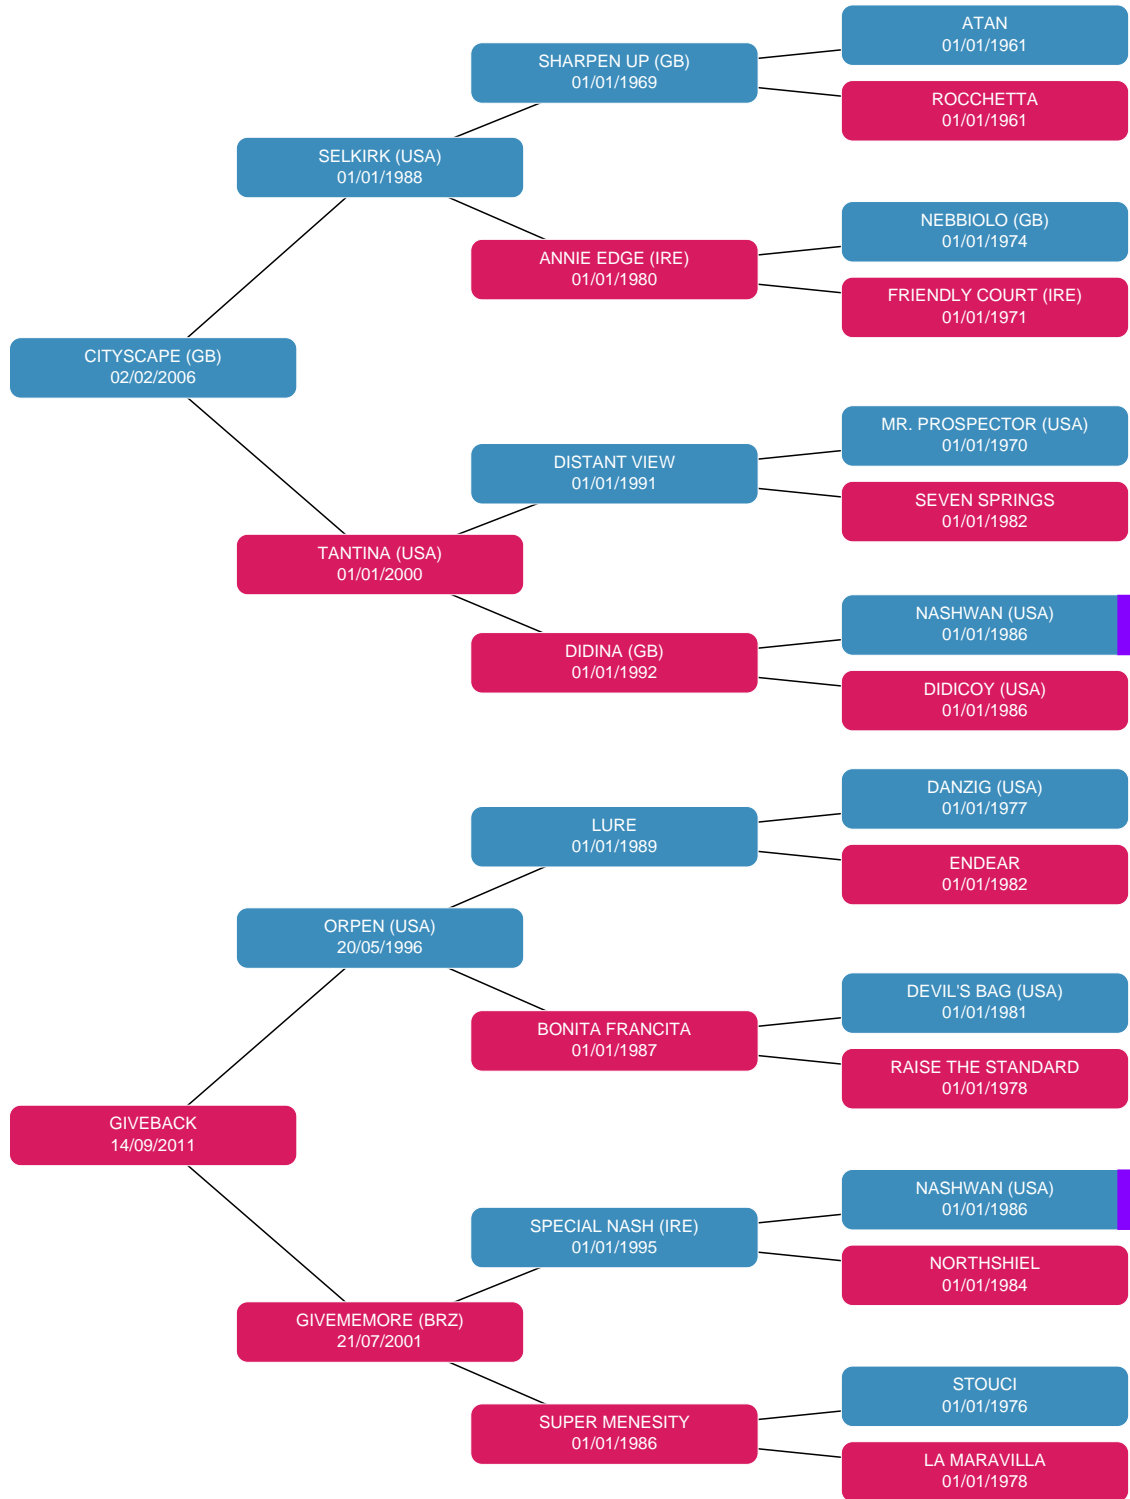 ATAN
01/01/1961
SHARPEN UP (GB)
01/01/1969
ROCCHETTA
01/01/1961
SELKIRK (USA)
01/01/1988
NEBBIOLO (GB)
01/01/1974
ANNIE EDGE (IRE)
01/01/1980
FRIENDLY COURT (IRE)
01/01/1971
CITYSCAPE (GB)
02/02/2006
MR. PROSPECTOR (USA)
01/01/1970
DISTANT VIEW
01/01/1991
SEVEN SPRINGS
01/01/1982
TANTINA (USA)
01/01/2000
NASHWAN (USA)
01/01/1986
DIDINA (GB)
01/01/1992
DIDICOY (USA)
01/01/1986
DANZIG (USA)
01/01/1977
LURE
01/01/1989
ENDEAR
01/01/1982
ORPEN (USA)
20/05/1996
DEVIL'S BAG (USA)
01/01/1981
BONITA FRANCITA
01/01/1987
RAISE THE STANDARD
01/01/1978
GIVEBACK
14/09/2011
NASHWAN (USA)
01/01/1986
SPECIAL NASH (IRE)
01/01/1995
NORTHSHIEL
01/01/1984
GIVEMEMORE (BRZ)
21/07/2001
STOUCI
01/01/1976
SUPER MENESITY
01/01/1986
LA MARAVILLA
01/01/1978